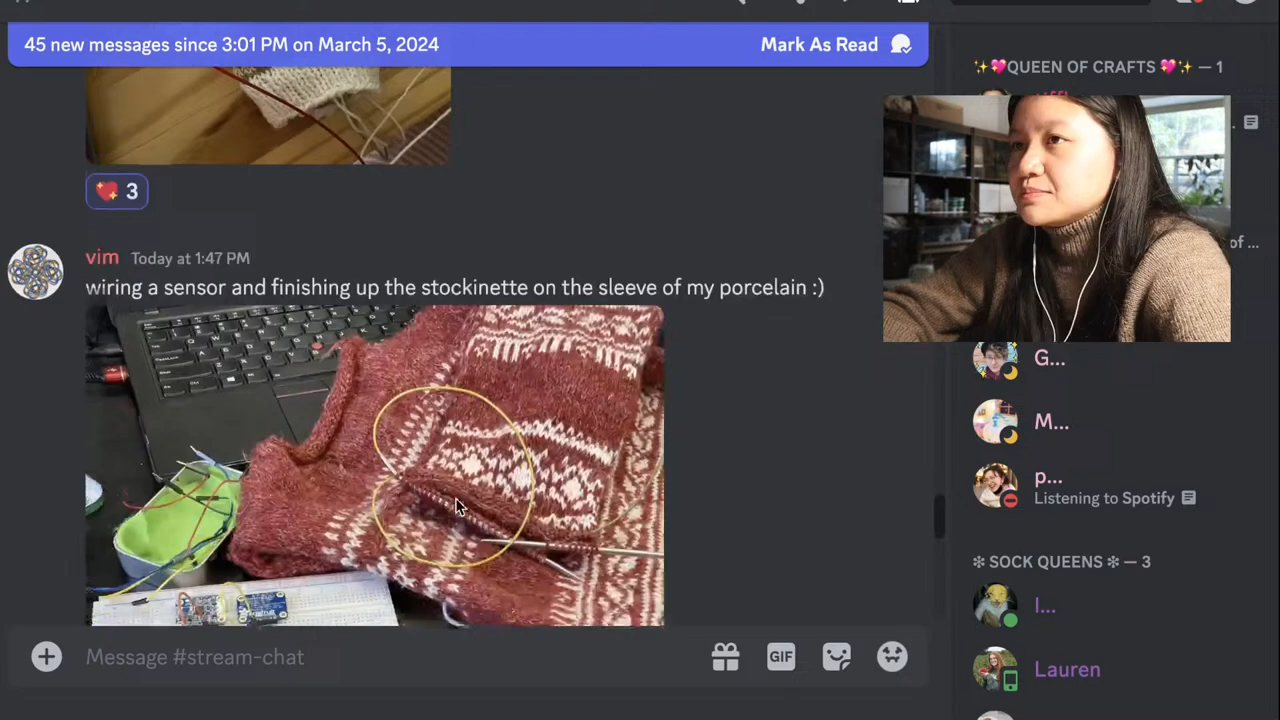 45 new messages since 3:01 PM on March 5, 2024
Mark As Read
✨💖QUEEN OF CRAFTS 💖✨ — 1
of ...
3
vim Today at 1:47 PM
wiring a sensor and finishing up the stockinette on the sleeve of my porcelain :)
G...
M...
p...
Listening to Spotify
❇ SOCK QUEENS ❇ — 3
l...
Lauren
Message #stream-chat
GIF